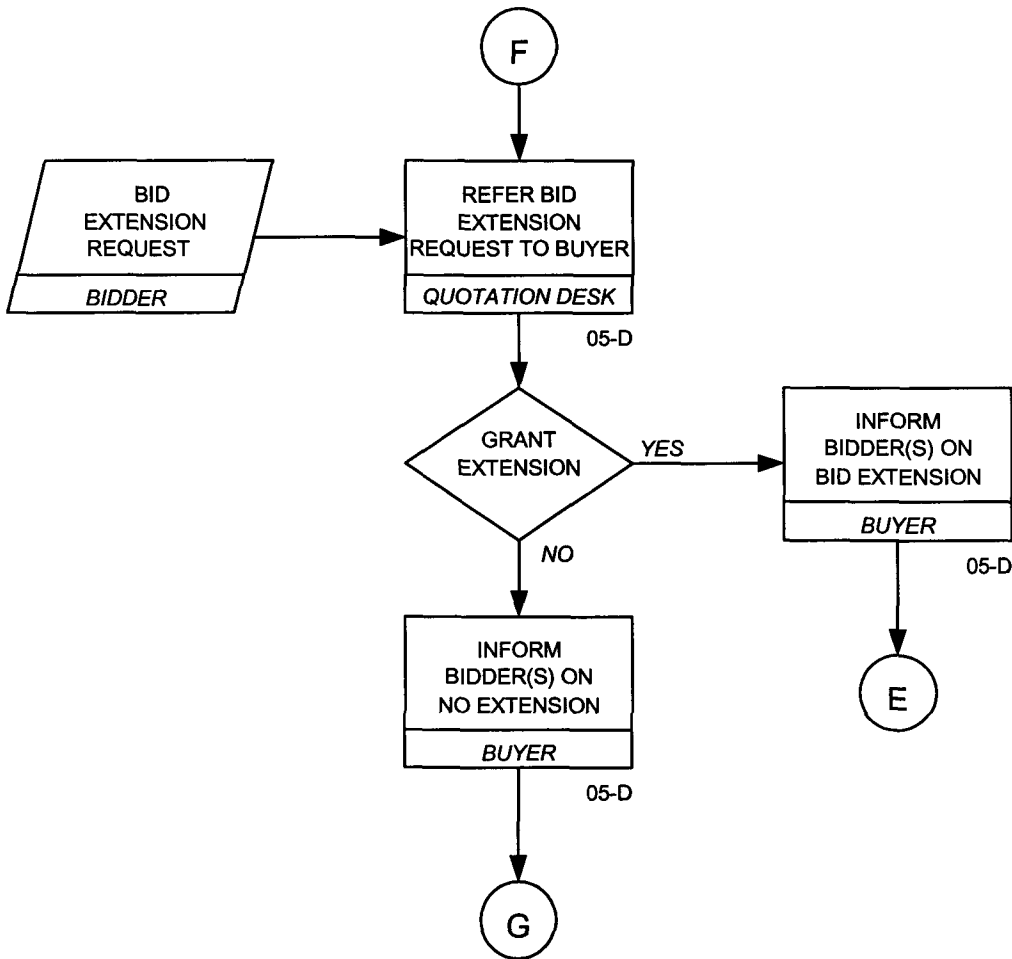 F
BID
EXTENSION
REQUEST
BIDDER
REFER BID
EXTENSION
REQUEST TO BUYER
QUOTATION DESK
05-D
GRANT
EXTENSION
YES
INFORM
BIDDER(S) ON
BID EXTENSION
BUYER
05-D
E
NO
INFORM
BIDDER(S) ON
NO EXTENSION
BUYER
05-D
G